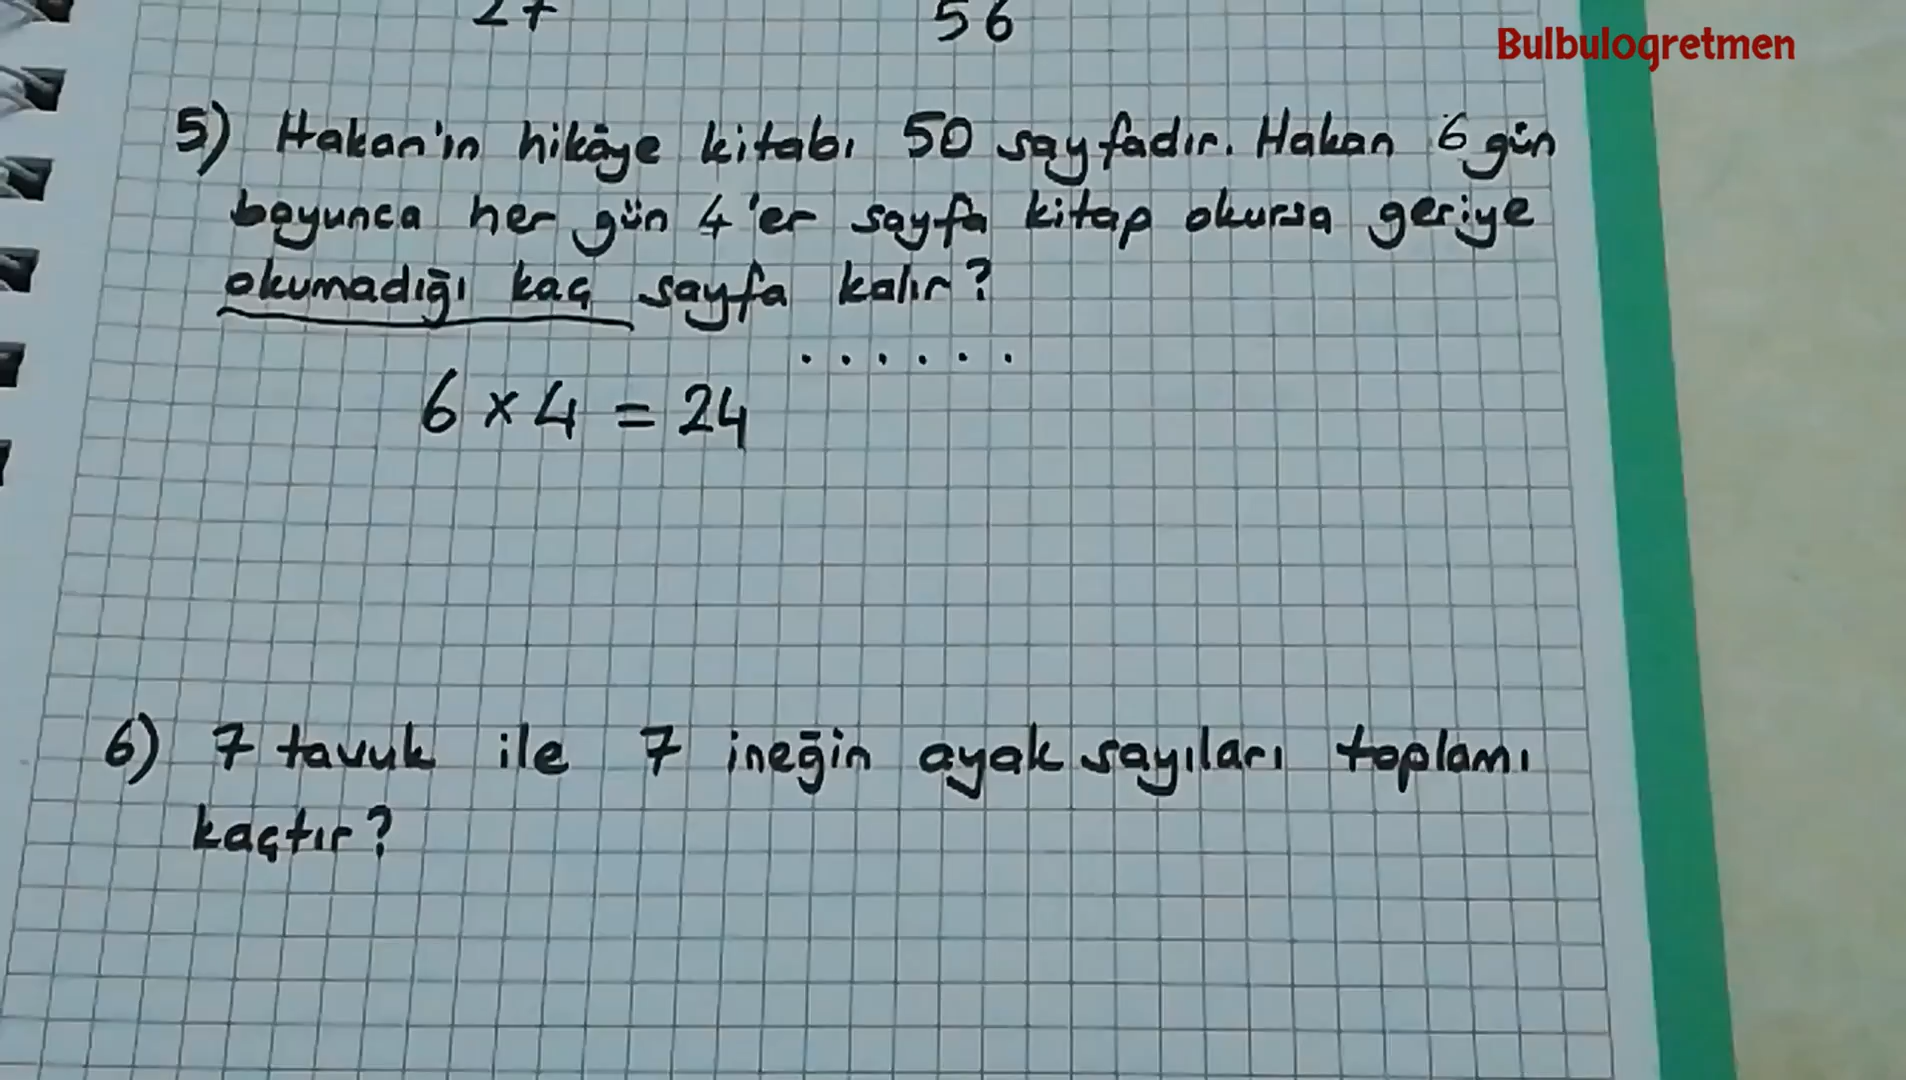 27 56
Bulbulogretmen
5) Hakan'ın hikâye kitabı 50 sayfadır. Hakan 6 gün
boyunca her gün 4'er sayfa kitap okursa geriye
okumadığı kaç sayfa kalır?
. . . . . .
6 x 4 = 24
6) 7 tavuk ile 7 ineğin ayak sayıları toplamı
kaçtır?